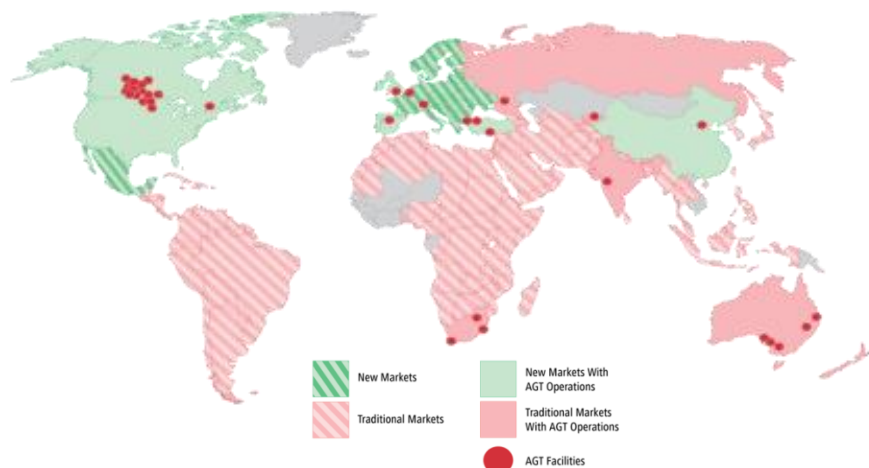 New Markets
New Markets With
AGT Operations
Traditional Markets
Traditional Markets
With AGT Operations
AGT Facilities